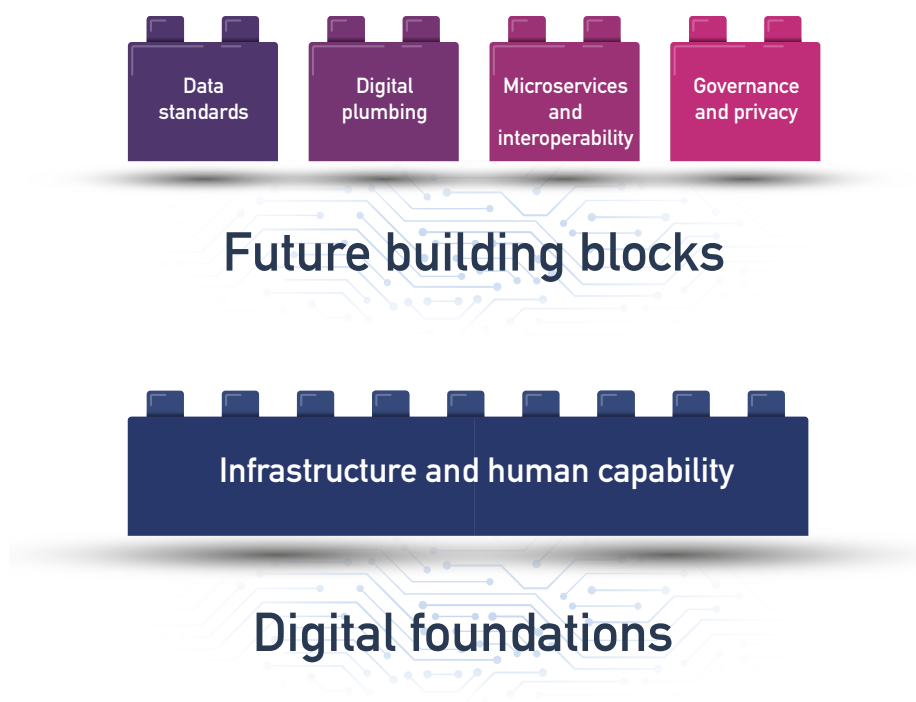 Data
standards
Digital
plumbing
Microservices
and
interoperability
Governance
and privacy
Future building blocks
Infrastructure and human capability
Digital foundations